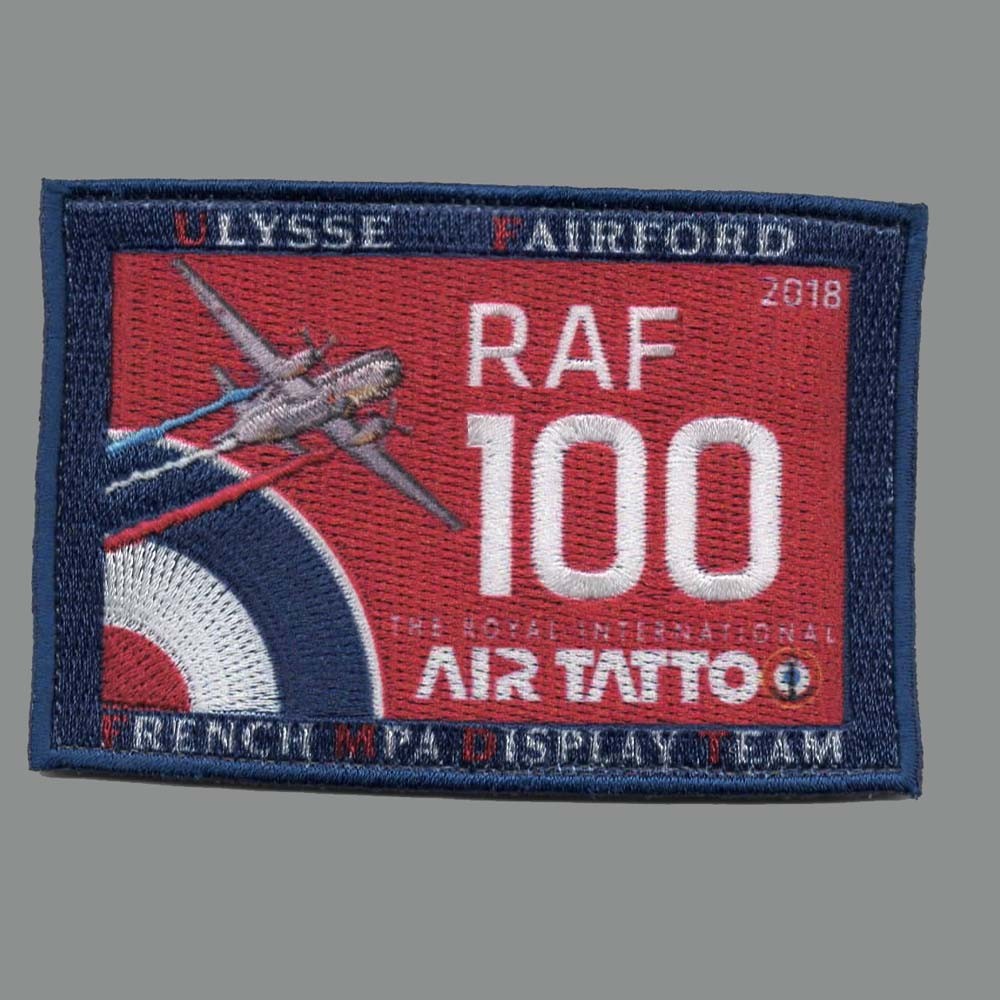 ULYSSE FAIRFORD
2018
RAF
100
THE ROYAL INTERNATIONAL
AIR TATTOO
FRENCH MPA DISPLAY TEAM